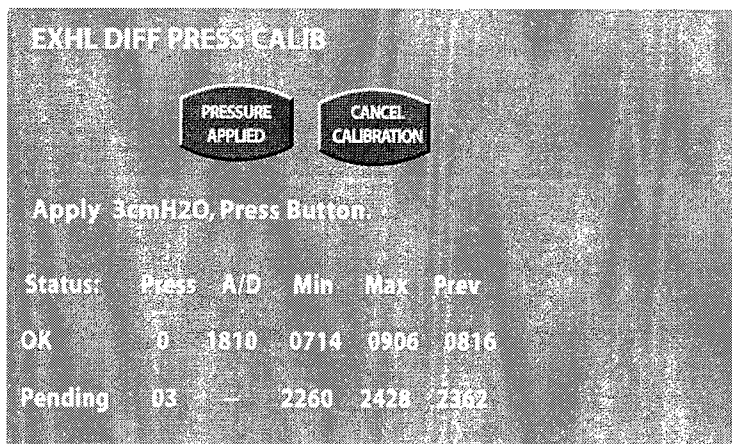 EXHL DIFF PRESS CALIB
PRESSURE APPLIED
CANCEL CALIBRATION
Apply 3cmH2O, Press Button.
Status: Press A/D Min Max Prev
OK 0 1810 0714 0906 0816
Pending 03 — 2260 2428 2362